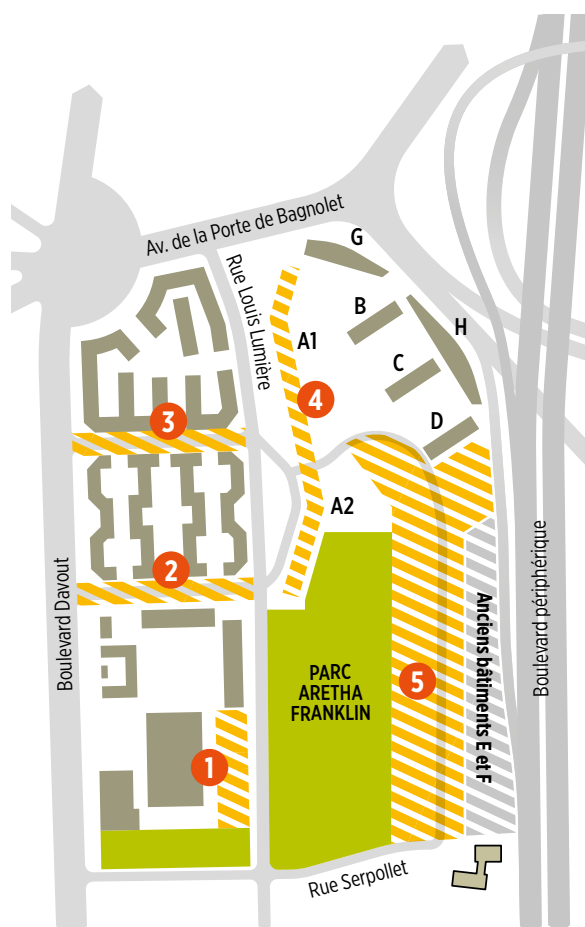 Av. de la Porte de Bagnolet
G
Rue Louis Lumière
B
H
A1
C
4
3
D
A2
2
Boulevard Davout
Boulevard périphérique
Anciens bâtiments E et F
PARC
ARETHA
FRANKLIN
5
1
Rue Serpollet